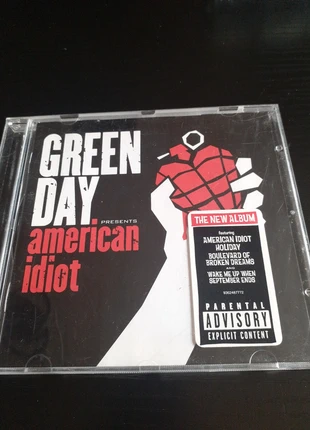 GREEN
DAY
PRESENTS
american
idiot
THE NEW ALBUM
featuring
AMERICAN IDIOT
HOLIDAY
BOULEVARD OF
BROKEN DREAMS
AND
WAKE ME UP WHEN
SEPTEMBER ENDS
9362487772
PARENTAL
ADVISORY
EXPLICIT CONTENT